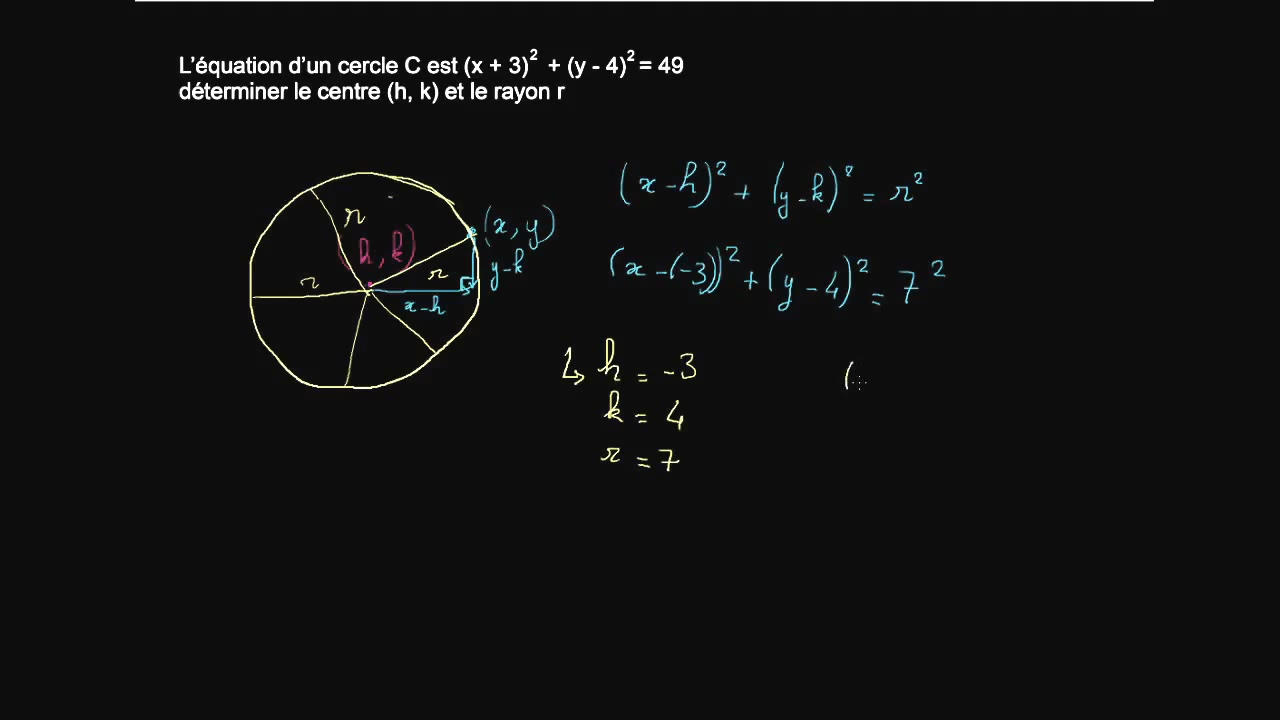 L'équation d'un cercle C est (x + 3)² + (y - 4)² = 49
déterminer le centre (h, k) et le rayon r
(x - h)² + (y - k)² = r²
r
(x, y)
(h, k)
r
y-k
r
x-h
(x - (-3))² + (y - 4)² = 7²
↳ h = -3
k = 4
r = 7
(